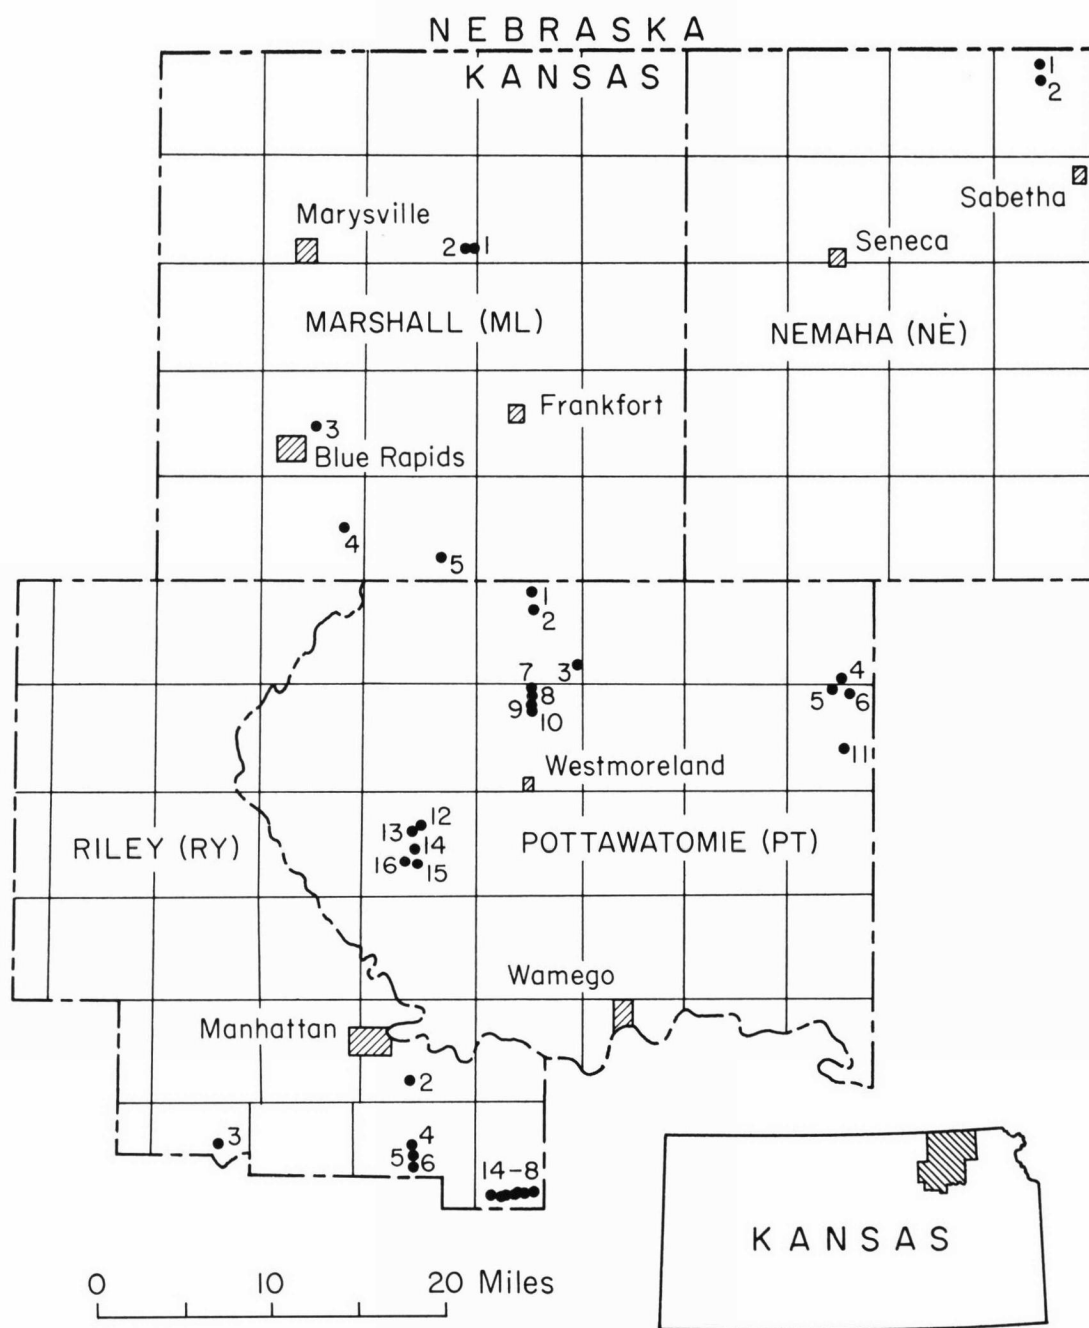 NEBRASKA
KANSAS
1
2
Sabetha
Marysville
2 1
Seneca
MARSHALL (ML)
NEMAHA (NE)
Frankfort
3
Blue Rapids
4
5
1
2
3
7
8
9
10
4
5
6
11
Westmoreland
12
13
14
16
15
RILEY (RY)
POTTAWATOMIE (PT)
Wamego
Manhattan
2
3
4
5
6
14-8
KANSAS
0 10 20 Miles